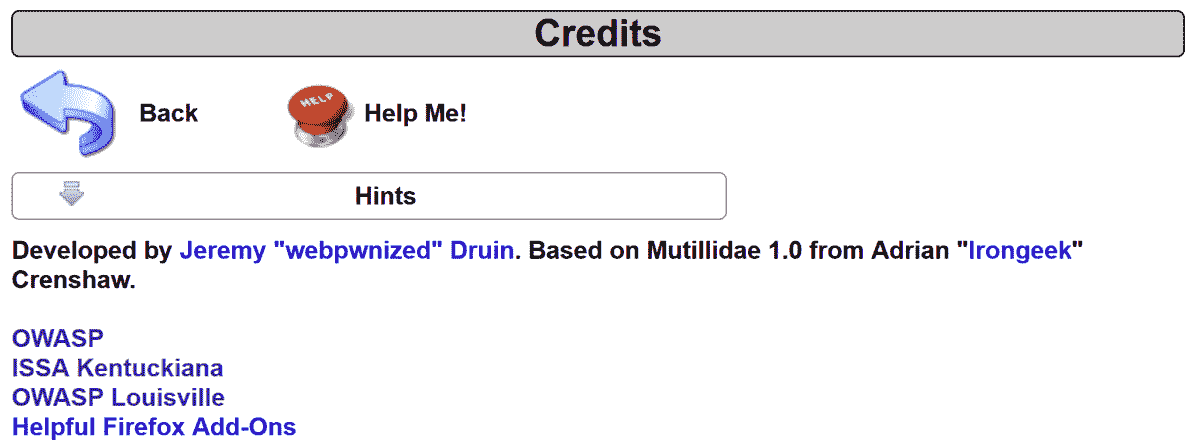 Credits
Back
HELP
Help Me!
Hints
Developed by Jeremy "webpwnized" Druin. Based on Mutillidae 1.0 from Adrian "Irongeek"
Crenshaw.
OWASP
ISSA Kentuckiana
OWASP Louisville
Helpful Firefox Add-Ons